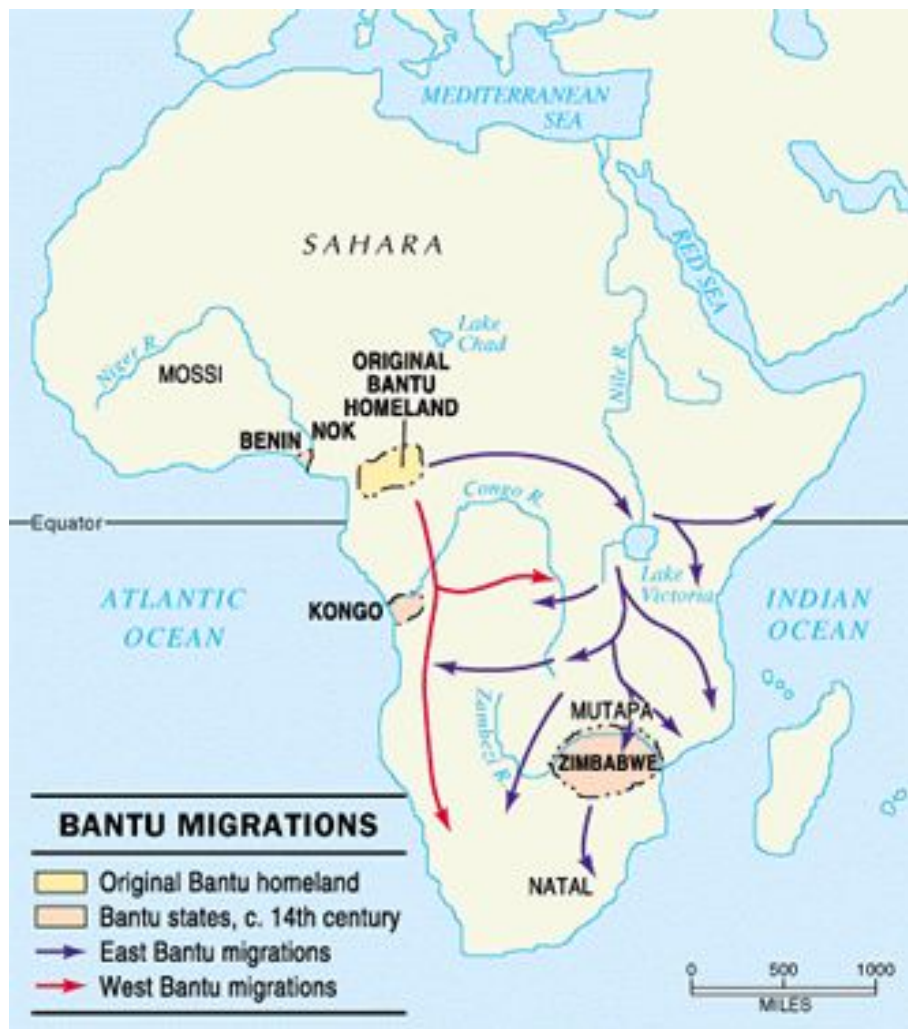 MEDITERRANEAN
SEA
SAHARA
RED SEA
Lake
Chad
Niger R.
MOSSI
ORIGINAL
BANTU
HOMELAND
Nile R.
BENIN
NOK
Congo R.
Equator
ATLANTIC
OCEAN
KONGO
Lake
Victoria
INDIAN
OCEAN
MUTAPA
Zambezi R.
ZIMBABWE
NATAL
BANTU MIGRATIONS
Original Bantu homeland
Bantu states, c. 14th century
East Bantu migrations
West Bantu migrations
0 500 1000
MILES